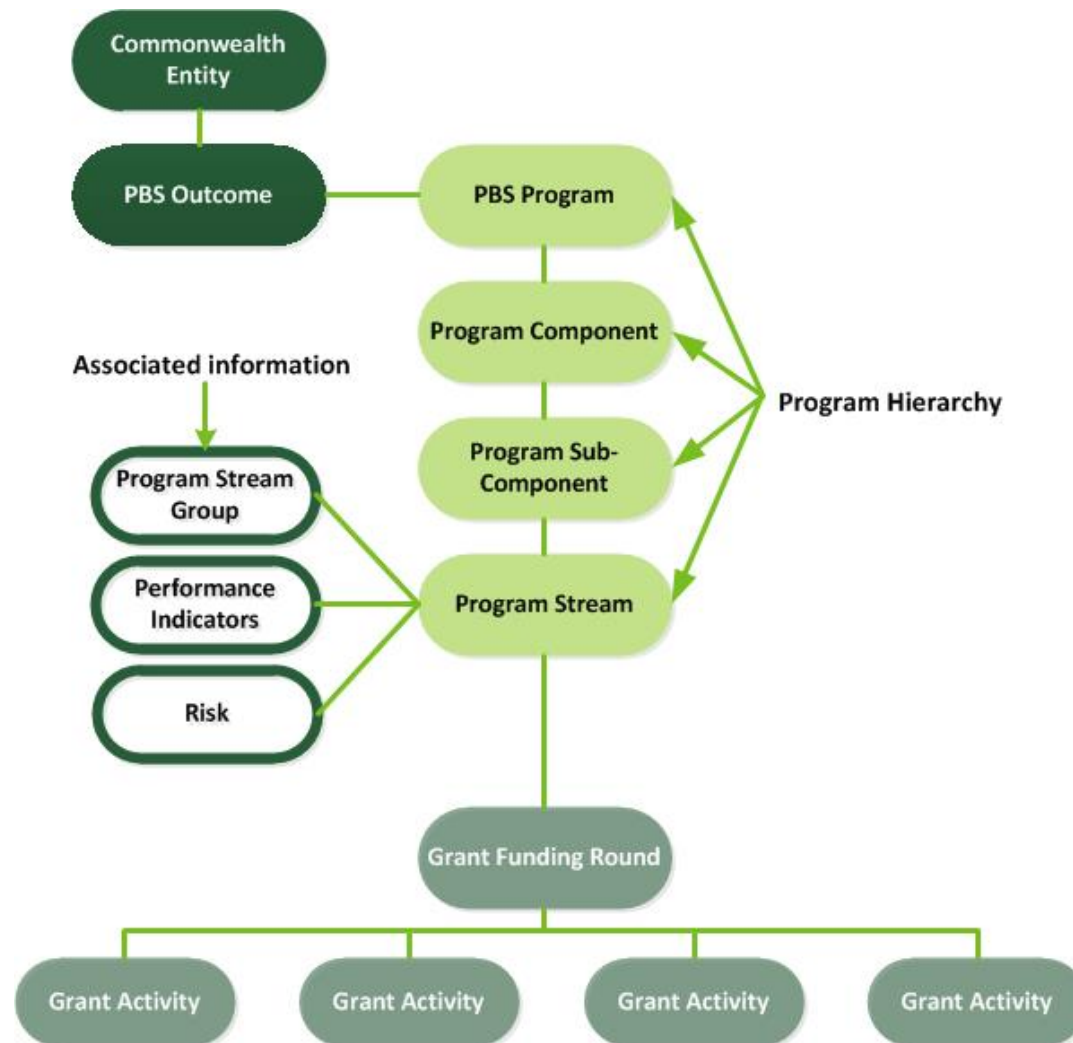 Commonwealth
Entity
PBS Outcome
PBS Program
Program Component
Associated information
Program Hierarchy
Program Sub-
Component
Program Stream
Group
Performance
Indicators
Program Stream
Risk
Grant Funding Round
Grant Activity
Grant Activity
Grant Activity
Grant Activity